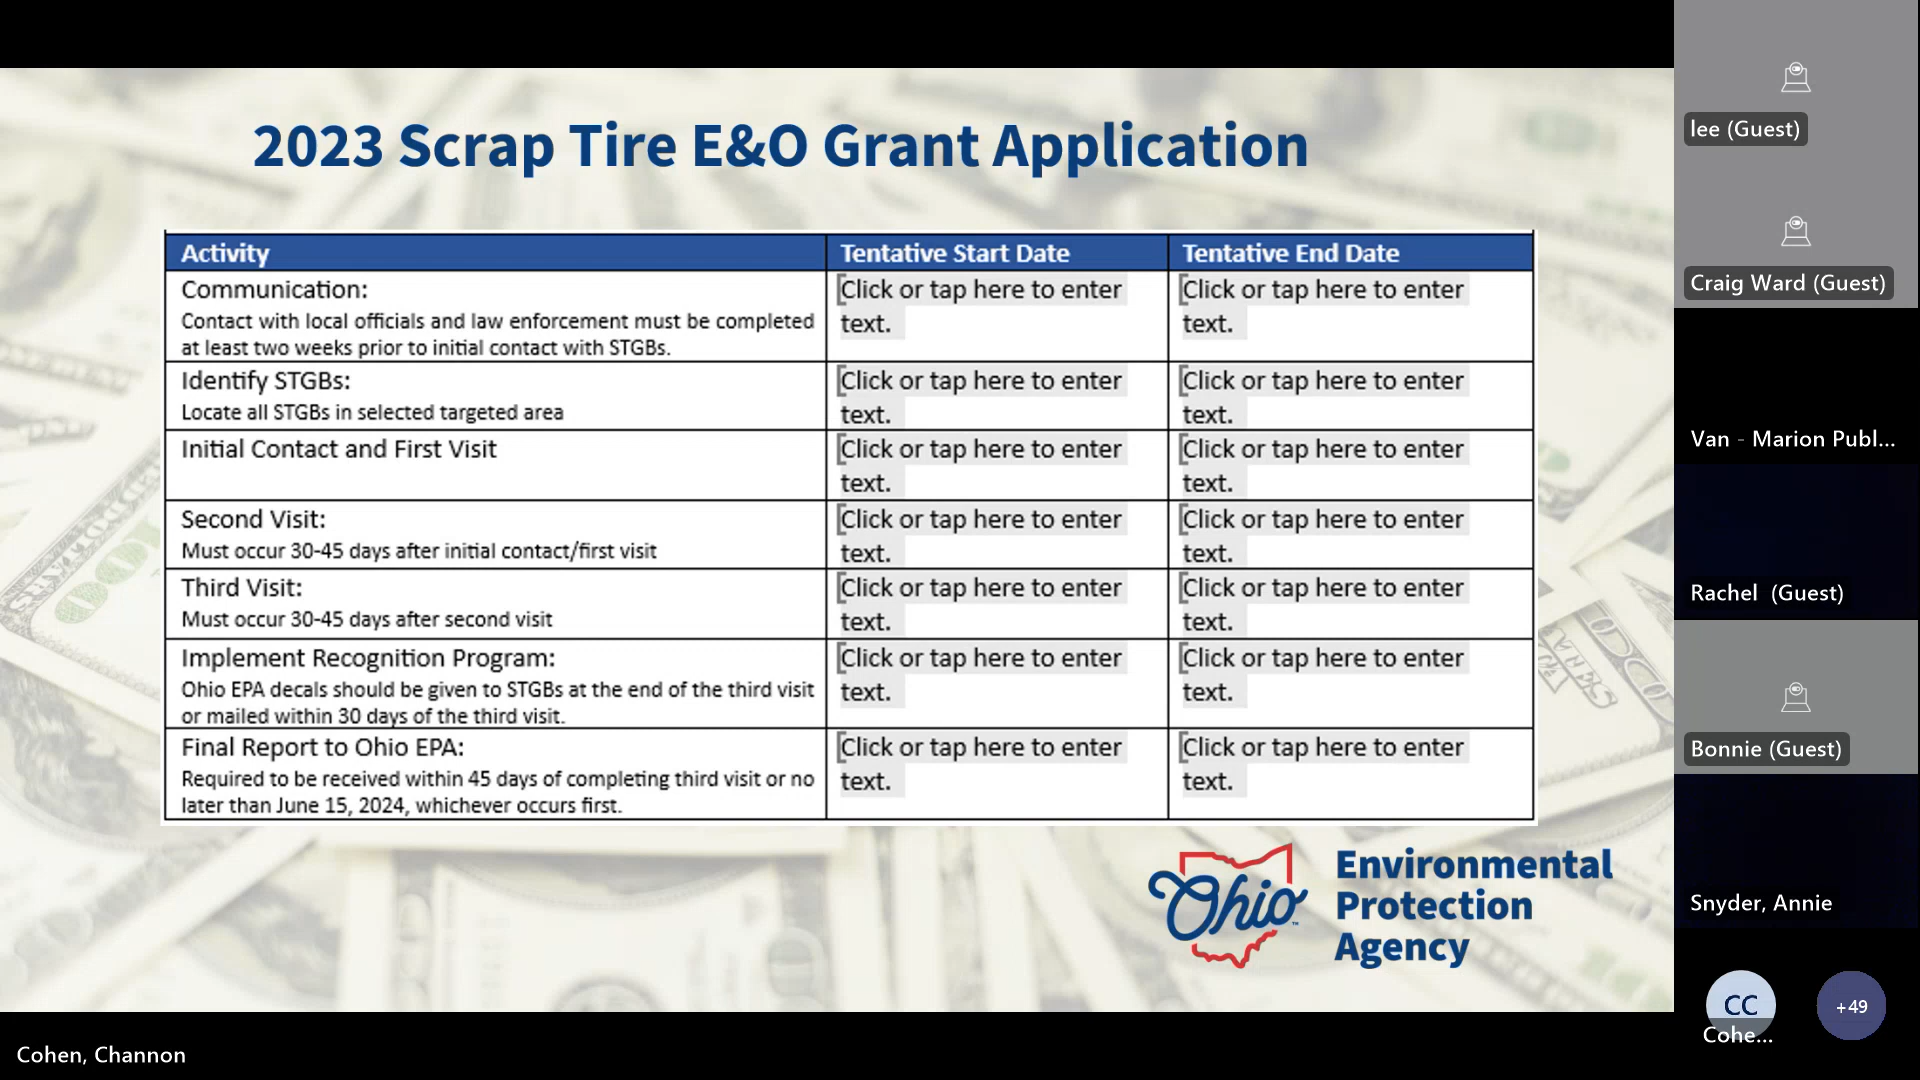 2023 Scrap Tire E&O Grant Application
Activity
Tentative Start Date
Tentative End Date
Communication:
Contact with local officials and law enforcement must be completed
at least two weeks prior to initial contact with STGBs.
Click or tap here to enter
text.
Click or tap here to enter
text.
Identify STGBs:
Locate all STGBs in selected targeted area
Click or tap here to enter
text.
Click or tap here to enter
text.
Initial Contact and First Visit
Click or tap here to enter
text.
Click or tap here to enter
text.
Second Visit:
Must occur 30-45 days after initial contact/first visit
Click or tap here to enter
text.
Click or tap here to enter
text.
Third Visit:
Must occur 30-45 days after second visit
Click or tap here to enter
text.
Click or tap here to enter
text.
Implement Recognition Program:
Ohio EPA decals should be given to STGBs at the end of the third visit
or mailed within 30 days of the third visit.
Click or tap here to enter
text.
Click or tap here to enter
text.
Final Report to Ohio EPA:
Required to be received within 45 days of completing third visit or no
later than June 15, 2024, whichever occurs first.
Click or tap here to enter
text.
Click or tap here to enter
text.
Ohio
Environmental
Protection
Agency
lee (Guest)
Craig Ward (Guest)
Van - Marion Publ...
Rachel (Guest)
Bonnie (Guest)
Snyder, Annie
CC
Cohe...
+49
Cohen, Channon